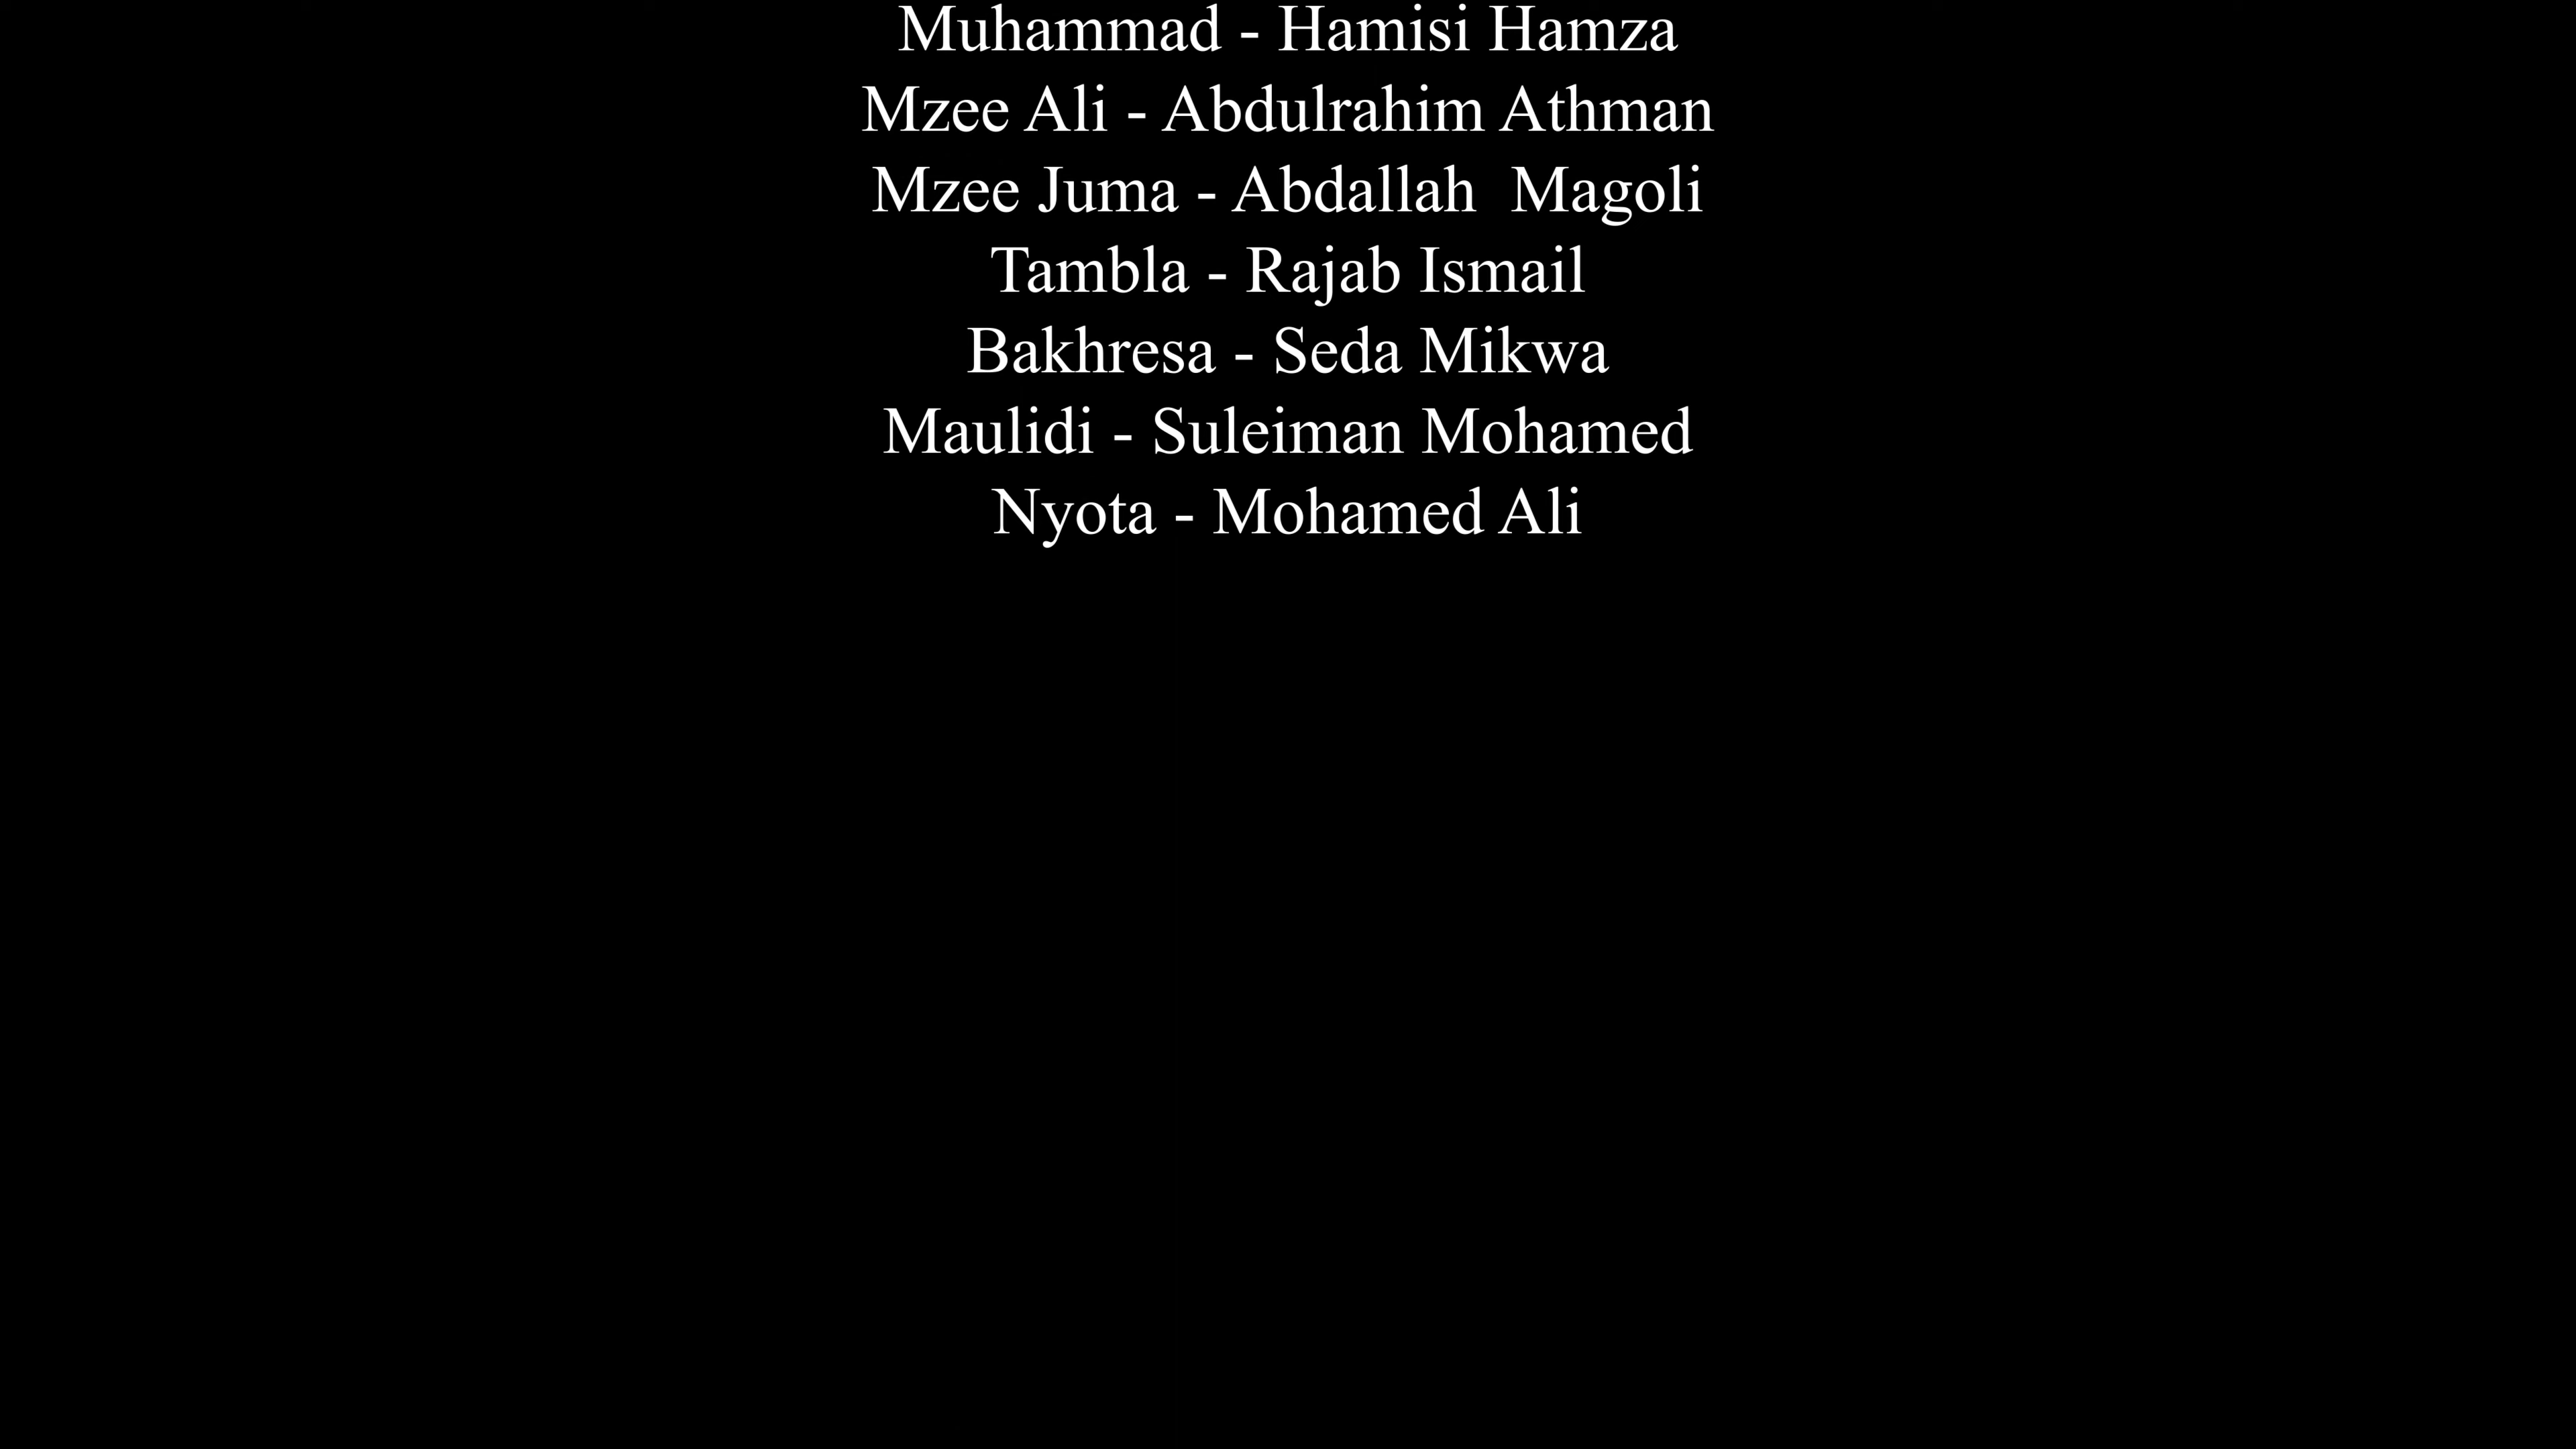 Muhammad - Hamisi Hamza
Mzee Ali - Abdulrahim Athman
Mzee Juma - Abdallah  Magoli
Tambla - Rajab Ismail
Bakhresa - Seda Mikwa
Maulidi - Suleiman Mohamed
Nyota - Mohamed Ali